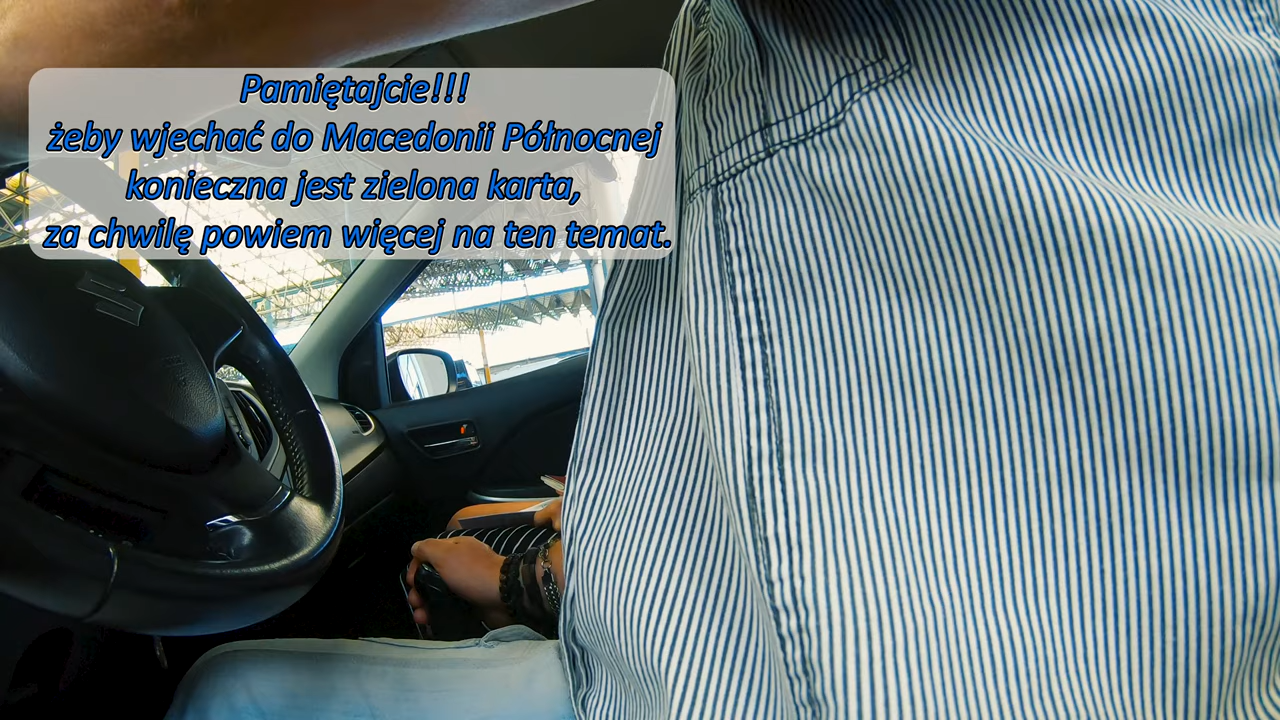 Pamiętajcie!!!
żeby wjechać do Macedonii Północnej
konieczna jest zielona karta,
za chwilę powiem więcej na ten temat.